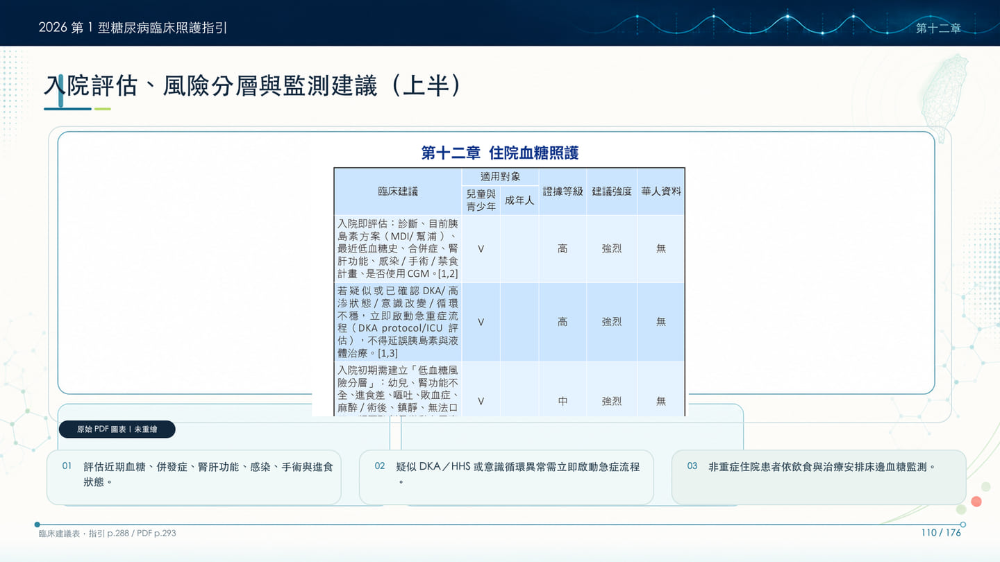 2026 第 1 型糖尿病臨床照護指引
第十二章
入院評估、風險分層與監測建議（上半）
第十二章 住院血糖照護
臨床建議
適用對象
兒童與
青少年
成年人
證據等級
建議強度
華人資料
入院即評估：診斷、目前胰
島素方案（MDI/ 幫浦）、
最近低血糖史、合併症、腎
肝功能、感染 / 手術 / 禁食
計畫、是否使用 CGM。[1,2]
V
高
強烈
無
若疑似或已確認 DKA/ 高
滲狀態 / 意識改變 / 循環
不穩，立即啟動急重症流
程（DKA protocol/ICU 評
估），不得延誤胰島素與液
體治療。[1,3]
V
高
強烈
無
入院初期需建立「低血糖風
險分層」：幼兒、腎功能不
全、進食差、嘔吐、敗血症、
麻醉 / 術後、鎮靜、無法口
V
中
強烈
無
原始 PDF 圖表｜未重繪
01 評估近期血糖、併發症、腎肝功能、感染、手術與進食
狀態。
02 疑似 DKA／HHS 或意識循環異常需立即啟動急症流程
。
03 非重症住院患者依飲食與治療安排床邊血糖監測。
臨床建議表，指引 p.288 / PDF p.293
110 / 176